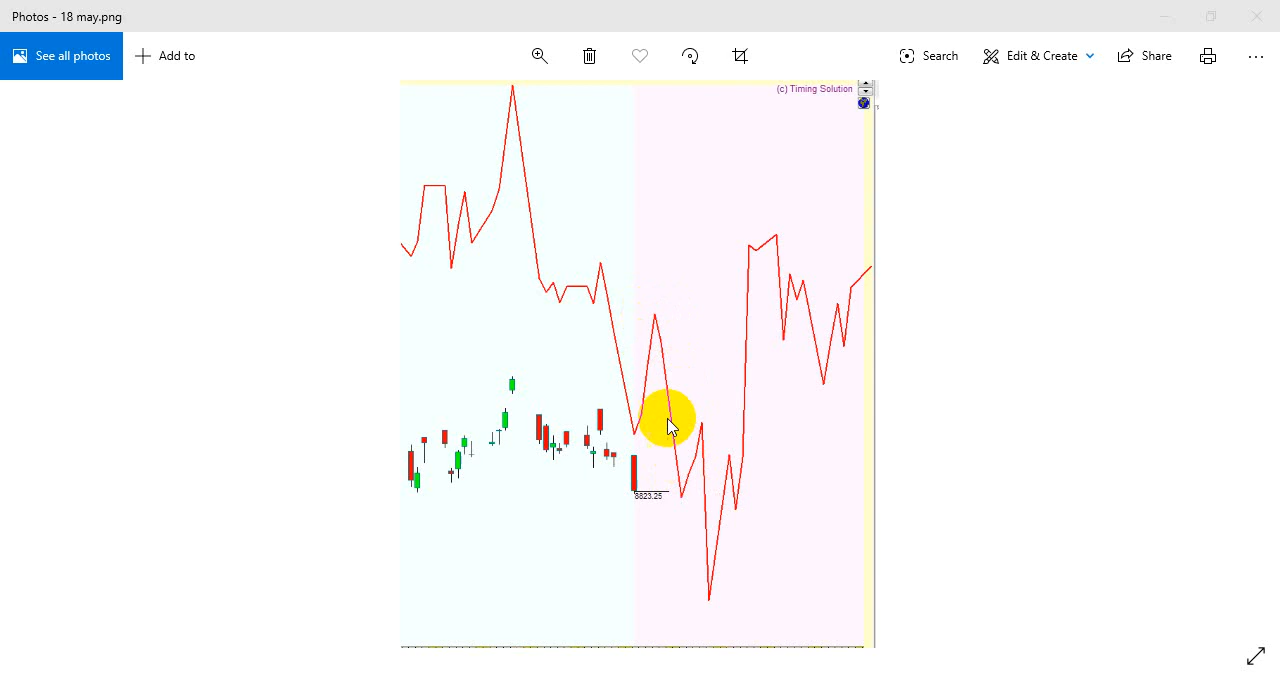 Photos - 18 may.png
See all photos
Add to
Search
Edit & Create
Share
(c) Timing Solution
8823.25